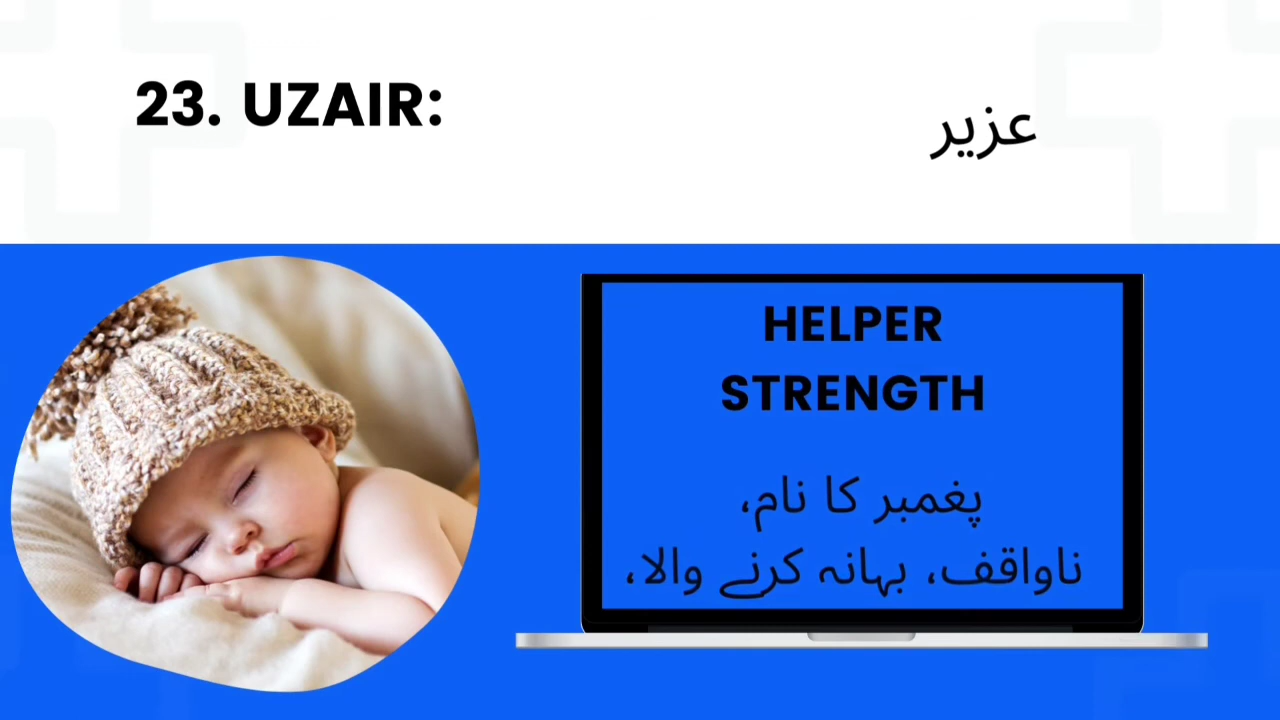 23. UZAIR:
عزیر
HELPER
STRENGTH
پغمبر کا نام،
ناواقف، بہانہ کرنے والا،